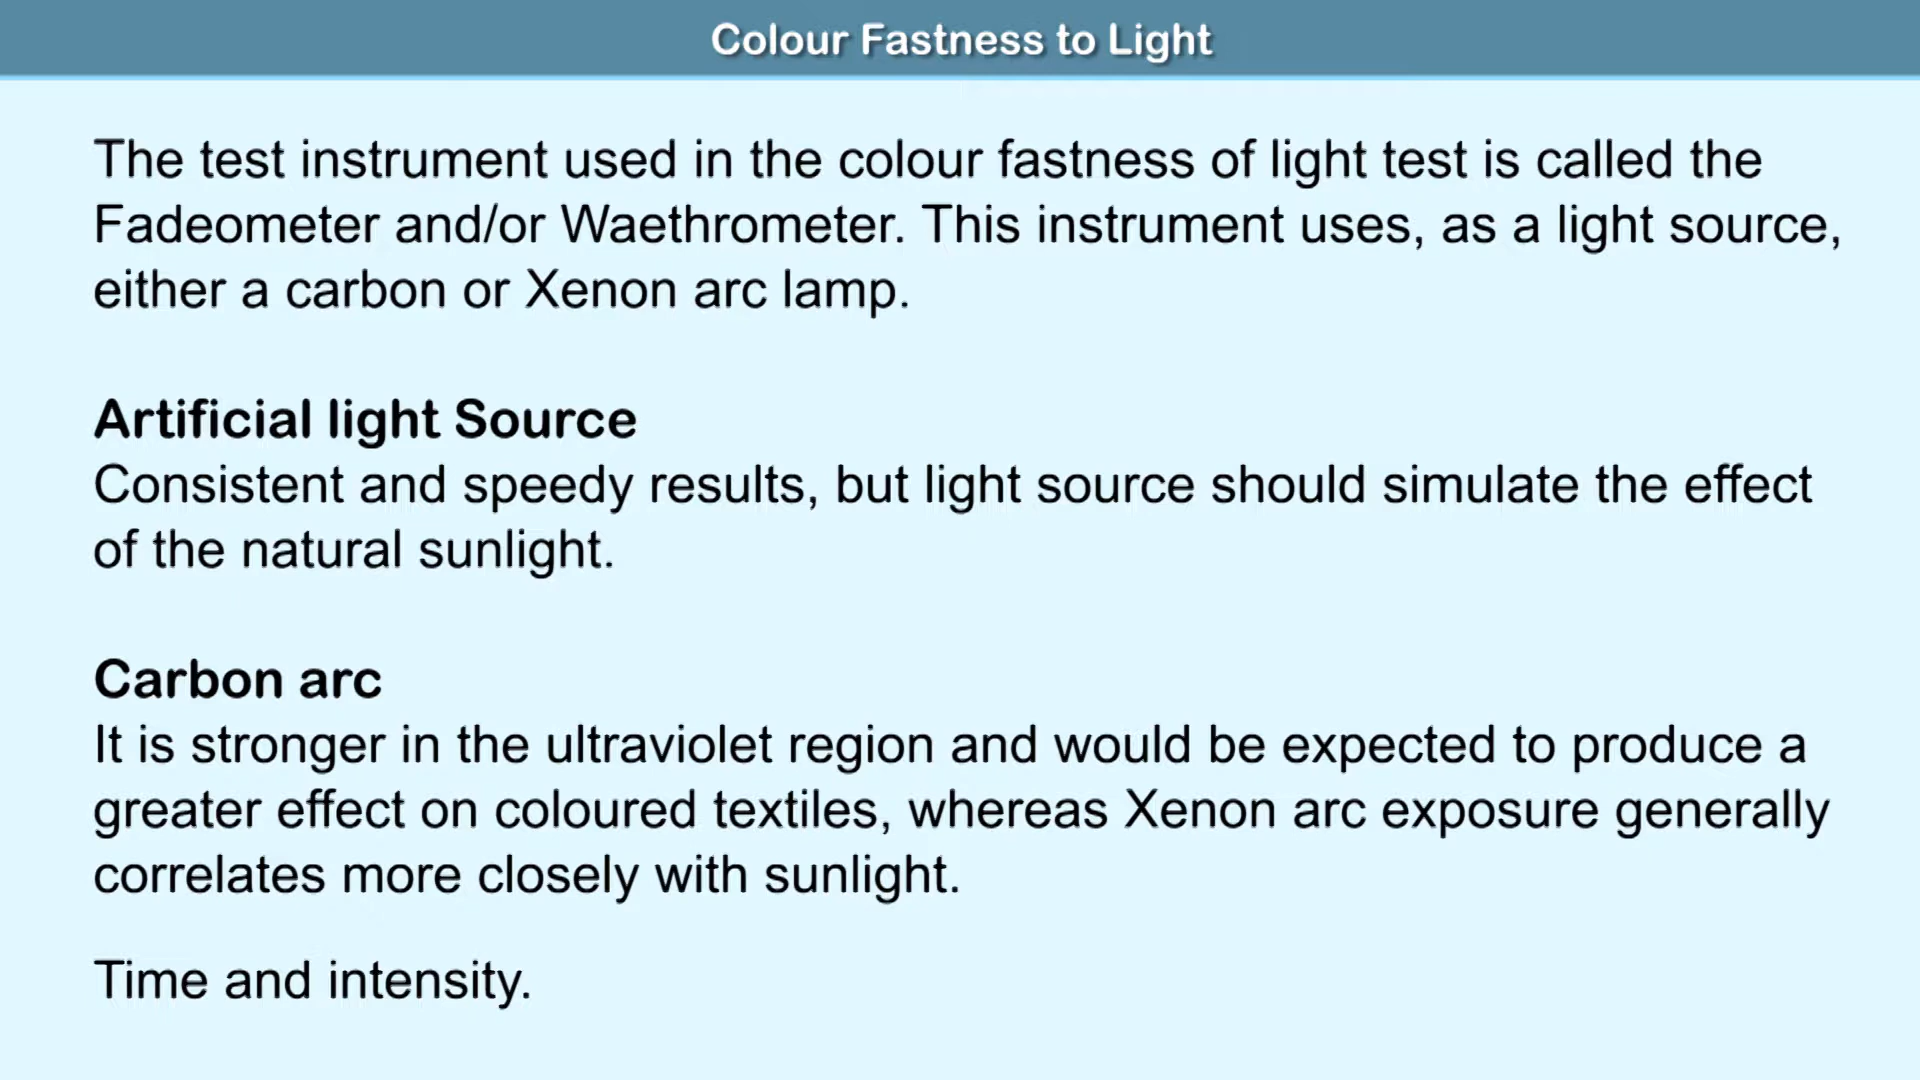 Colour Fastness to Light
The test instrument used in the colour fastness of light test is called the
Fadeometer and/or Waethrometer. This instrument uses, as a light source,
either a carbon or Xenon arc lamp.
Artificial light Source
Consistent and speedy results, but light source should simulate the effect
of the natural sunlight.
Carbon arc
It is stronger in the ultraviolet region and would be expected to produce a
greater effect on coloured textiles, whereas Xenon arc exposure generally
correlates more closely with sunlight.
Time and intensity.